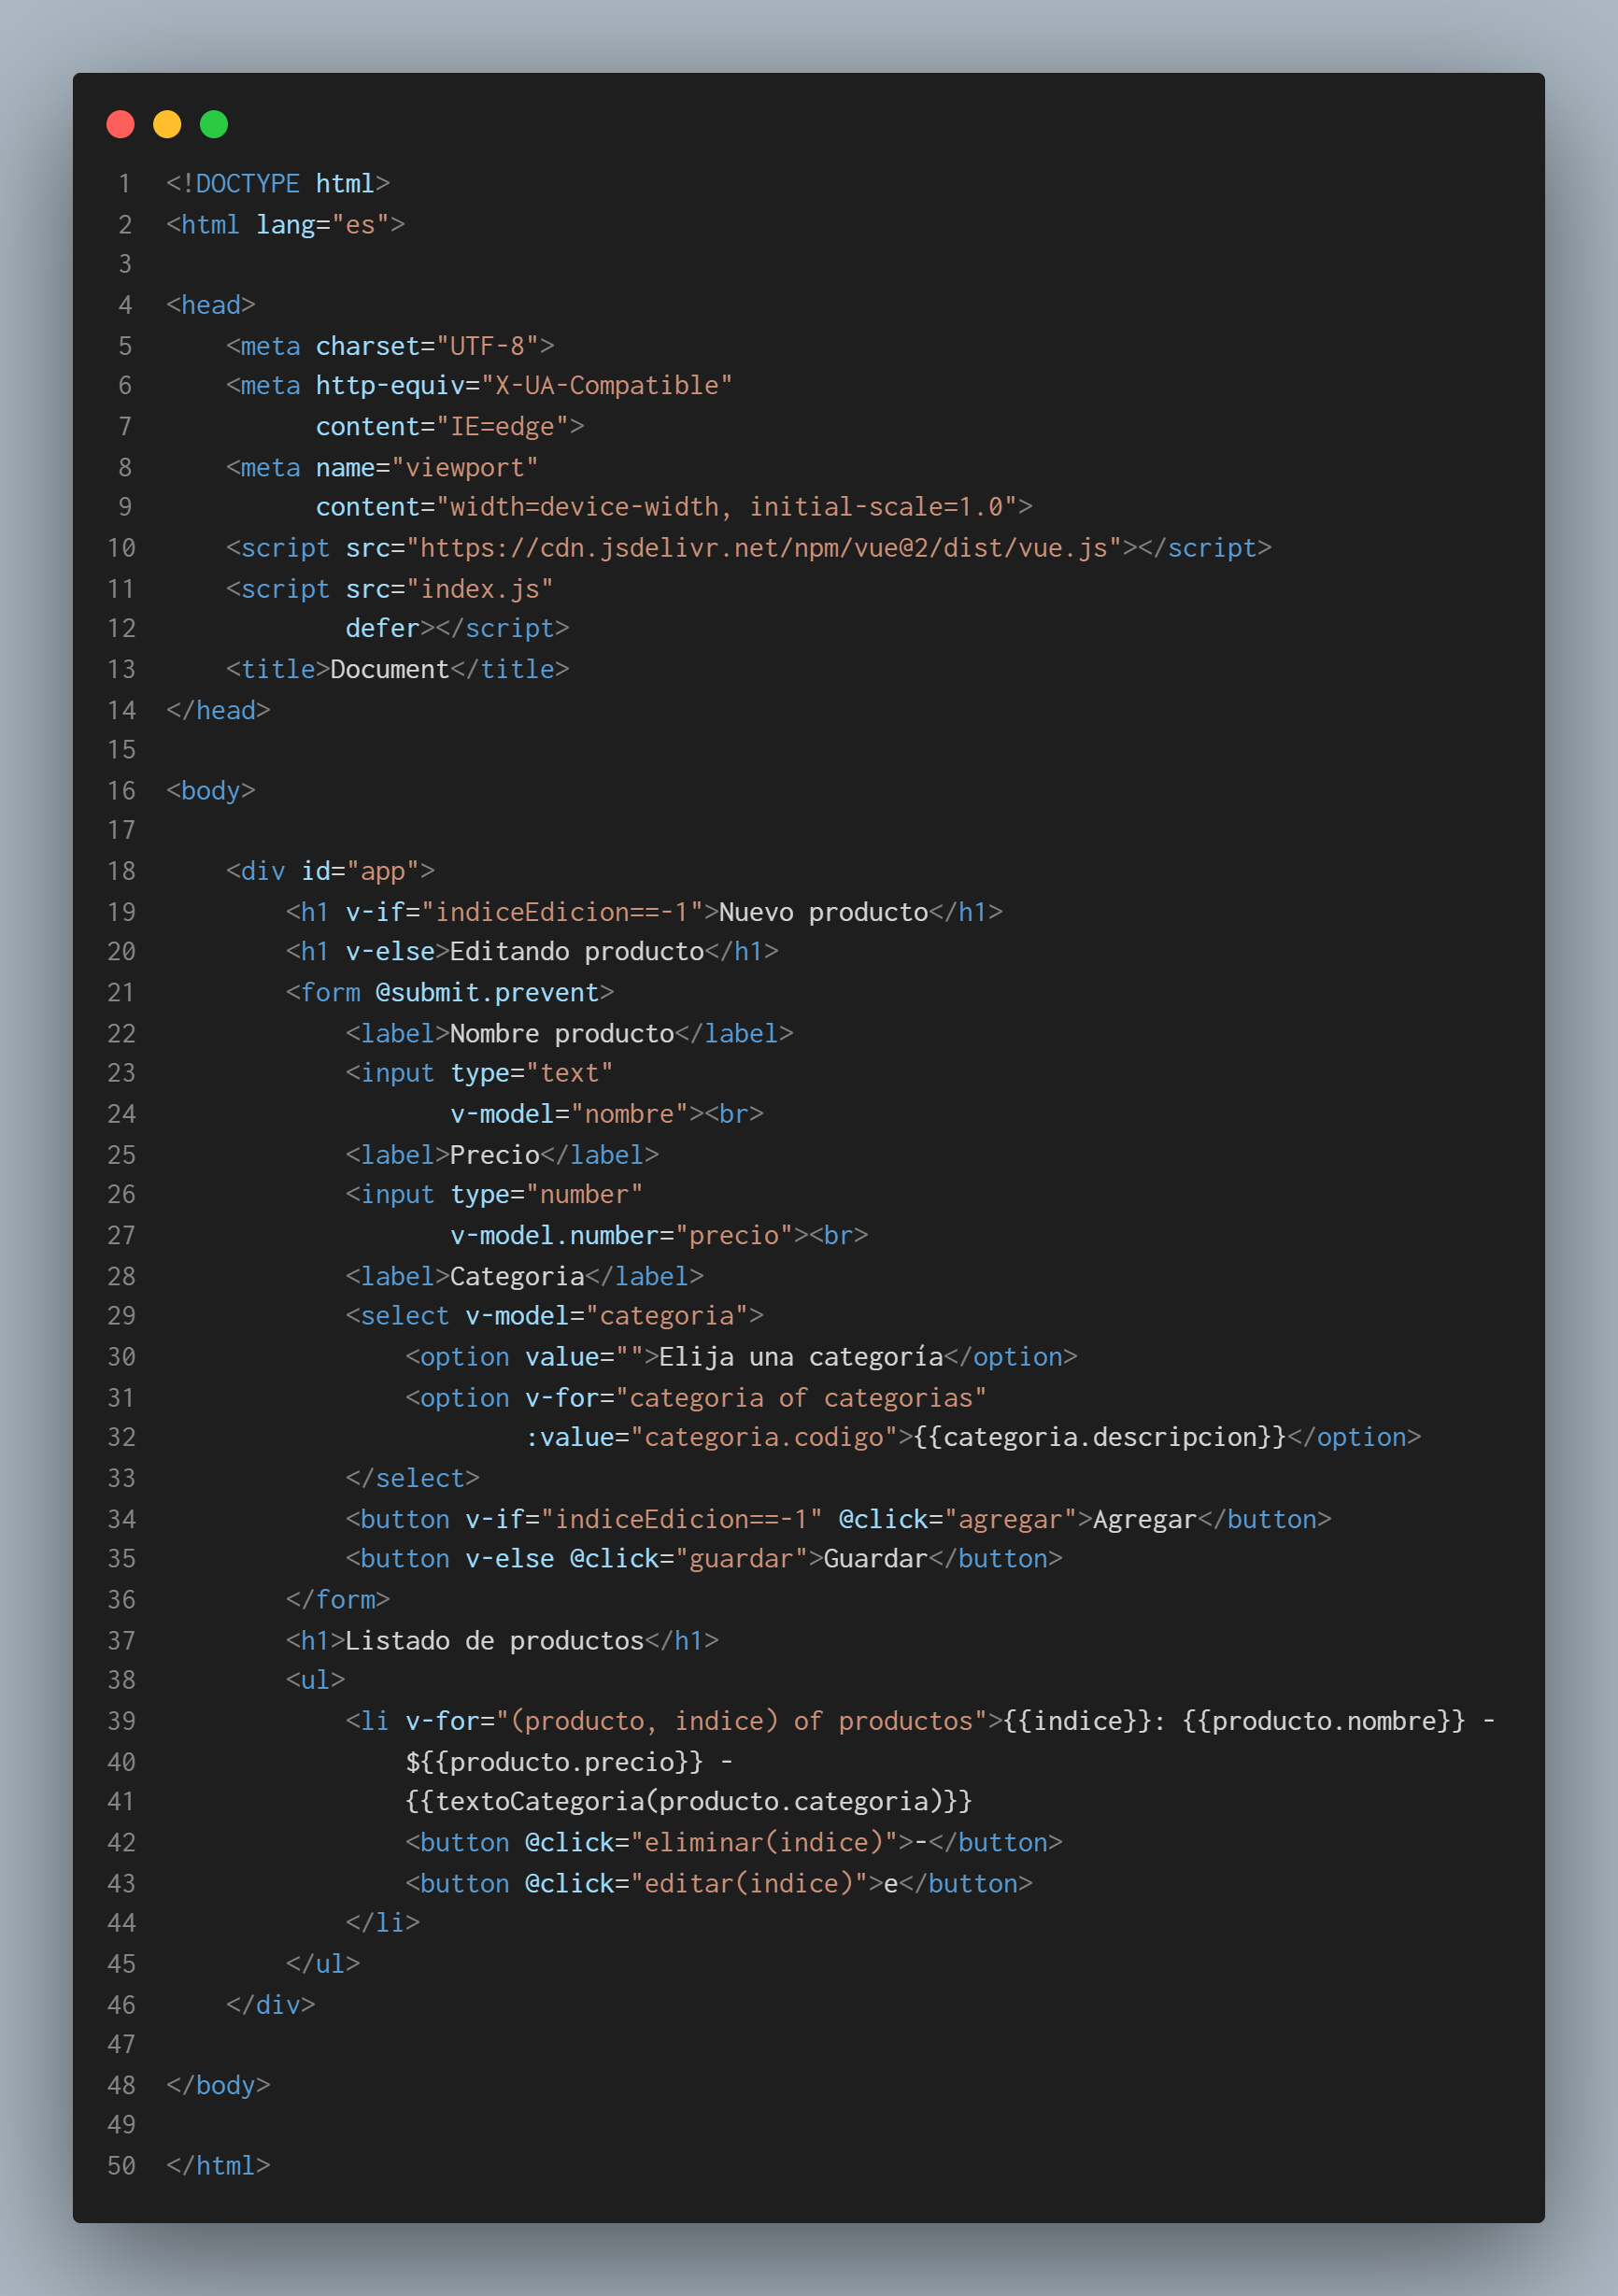 1 <!DOCTYPE html>
2 <html lang="es">
3
4 <head>
5     <meta charset="UTF-8">
6     <meta http-equiv="X-UA-Compatible"
7           content="IE=edge">
8     <meta name="viewport"
9           content="width=device-width, initial-scale=1.0">
10     <script src="https://cdn.jsdelivr.net/npm/vue@2/dist/vue.js"></script>
11     <script src="index.js"
12             defer></script>
13     <title>Document</title>
14 </head>
15
16 <body>
17
18     <div id="app">
19         <h1 v-if="indiceEdicion==-1">Nuevo producto</h1>
20         <h1 v-else>Editando producto</h1>
21         <form @submit.prevent>
22             <label>Nombre producto</label>
23             <input type="text"
24                    v-model="nombre"><br>
25             <label>Precio</label>
26             <input type="number"
27                    v-model.number="precio"><br>
28             <label>Categoria</label>
29             <select v-model="categoria">
30                 <option value="">Elija una categoría</option>
31                 <option v-for="categoria of categorias"
32                         :value="categoria.codigo">{{categoria.descripcion}}</option>
33             </select>
34             <button v-if="indiceEdicion==-1" @click="agregar">Agregar</button>
35             <button v-else @click="guardar">Guardar</button>
36         </form>
37         <h1>Listado de productos</h1>
38         <ul>
39             <li v-for="(producto, indice) of productos">{{indice}}: {{producto.nombre}} -
40                 ${{producto.precio}} -
41                 {{textoCategoria(producto.categoria)}}
42                 <button @click="eliminar(indice)">-</button>
43                 <button @click="editar(indice)">e</button>
44             </li>
45         </ul>
46     </div>
47
48 </body>
49
50 </html>